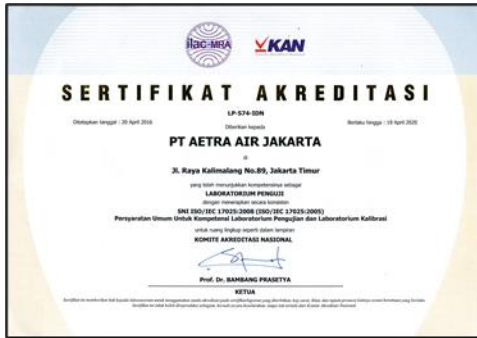 ilac-MRA
KAN
SERTIFIKAT AKREDITASI
LP-574-IDN
Ditetapkan tanggal : 20 April 2016
Diberikan kepada
Berlaku hingga : 19 April 2020
PT AETRA AIR JAKARTA
di
Jl. Raya Kalimalang No.89, Jakarta Timur
yang telah menunjukkan kompetensinya sebagai
LABORATORIUM PENGUJI
dengan menerapkan secara konsisten
SNI ISO/IEC 17025:2008 (ISO/IEC 17025:2005)
Persyaratan Umum Untuk Kompetensi Laboratorium Pengujian dan Laboratorium Kalibrasi
untuk ruang lingkup seperti dalam lampiran
KOMITE AKREDITASI NASIONAL
Prof. Dr. BAMBANG PRASETYA
KETUA